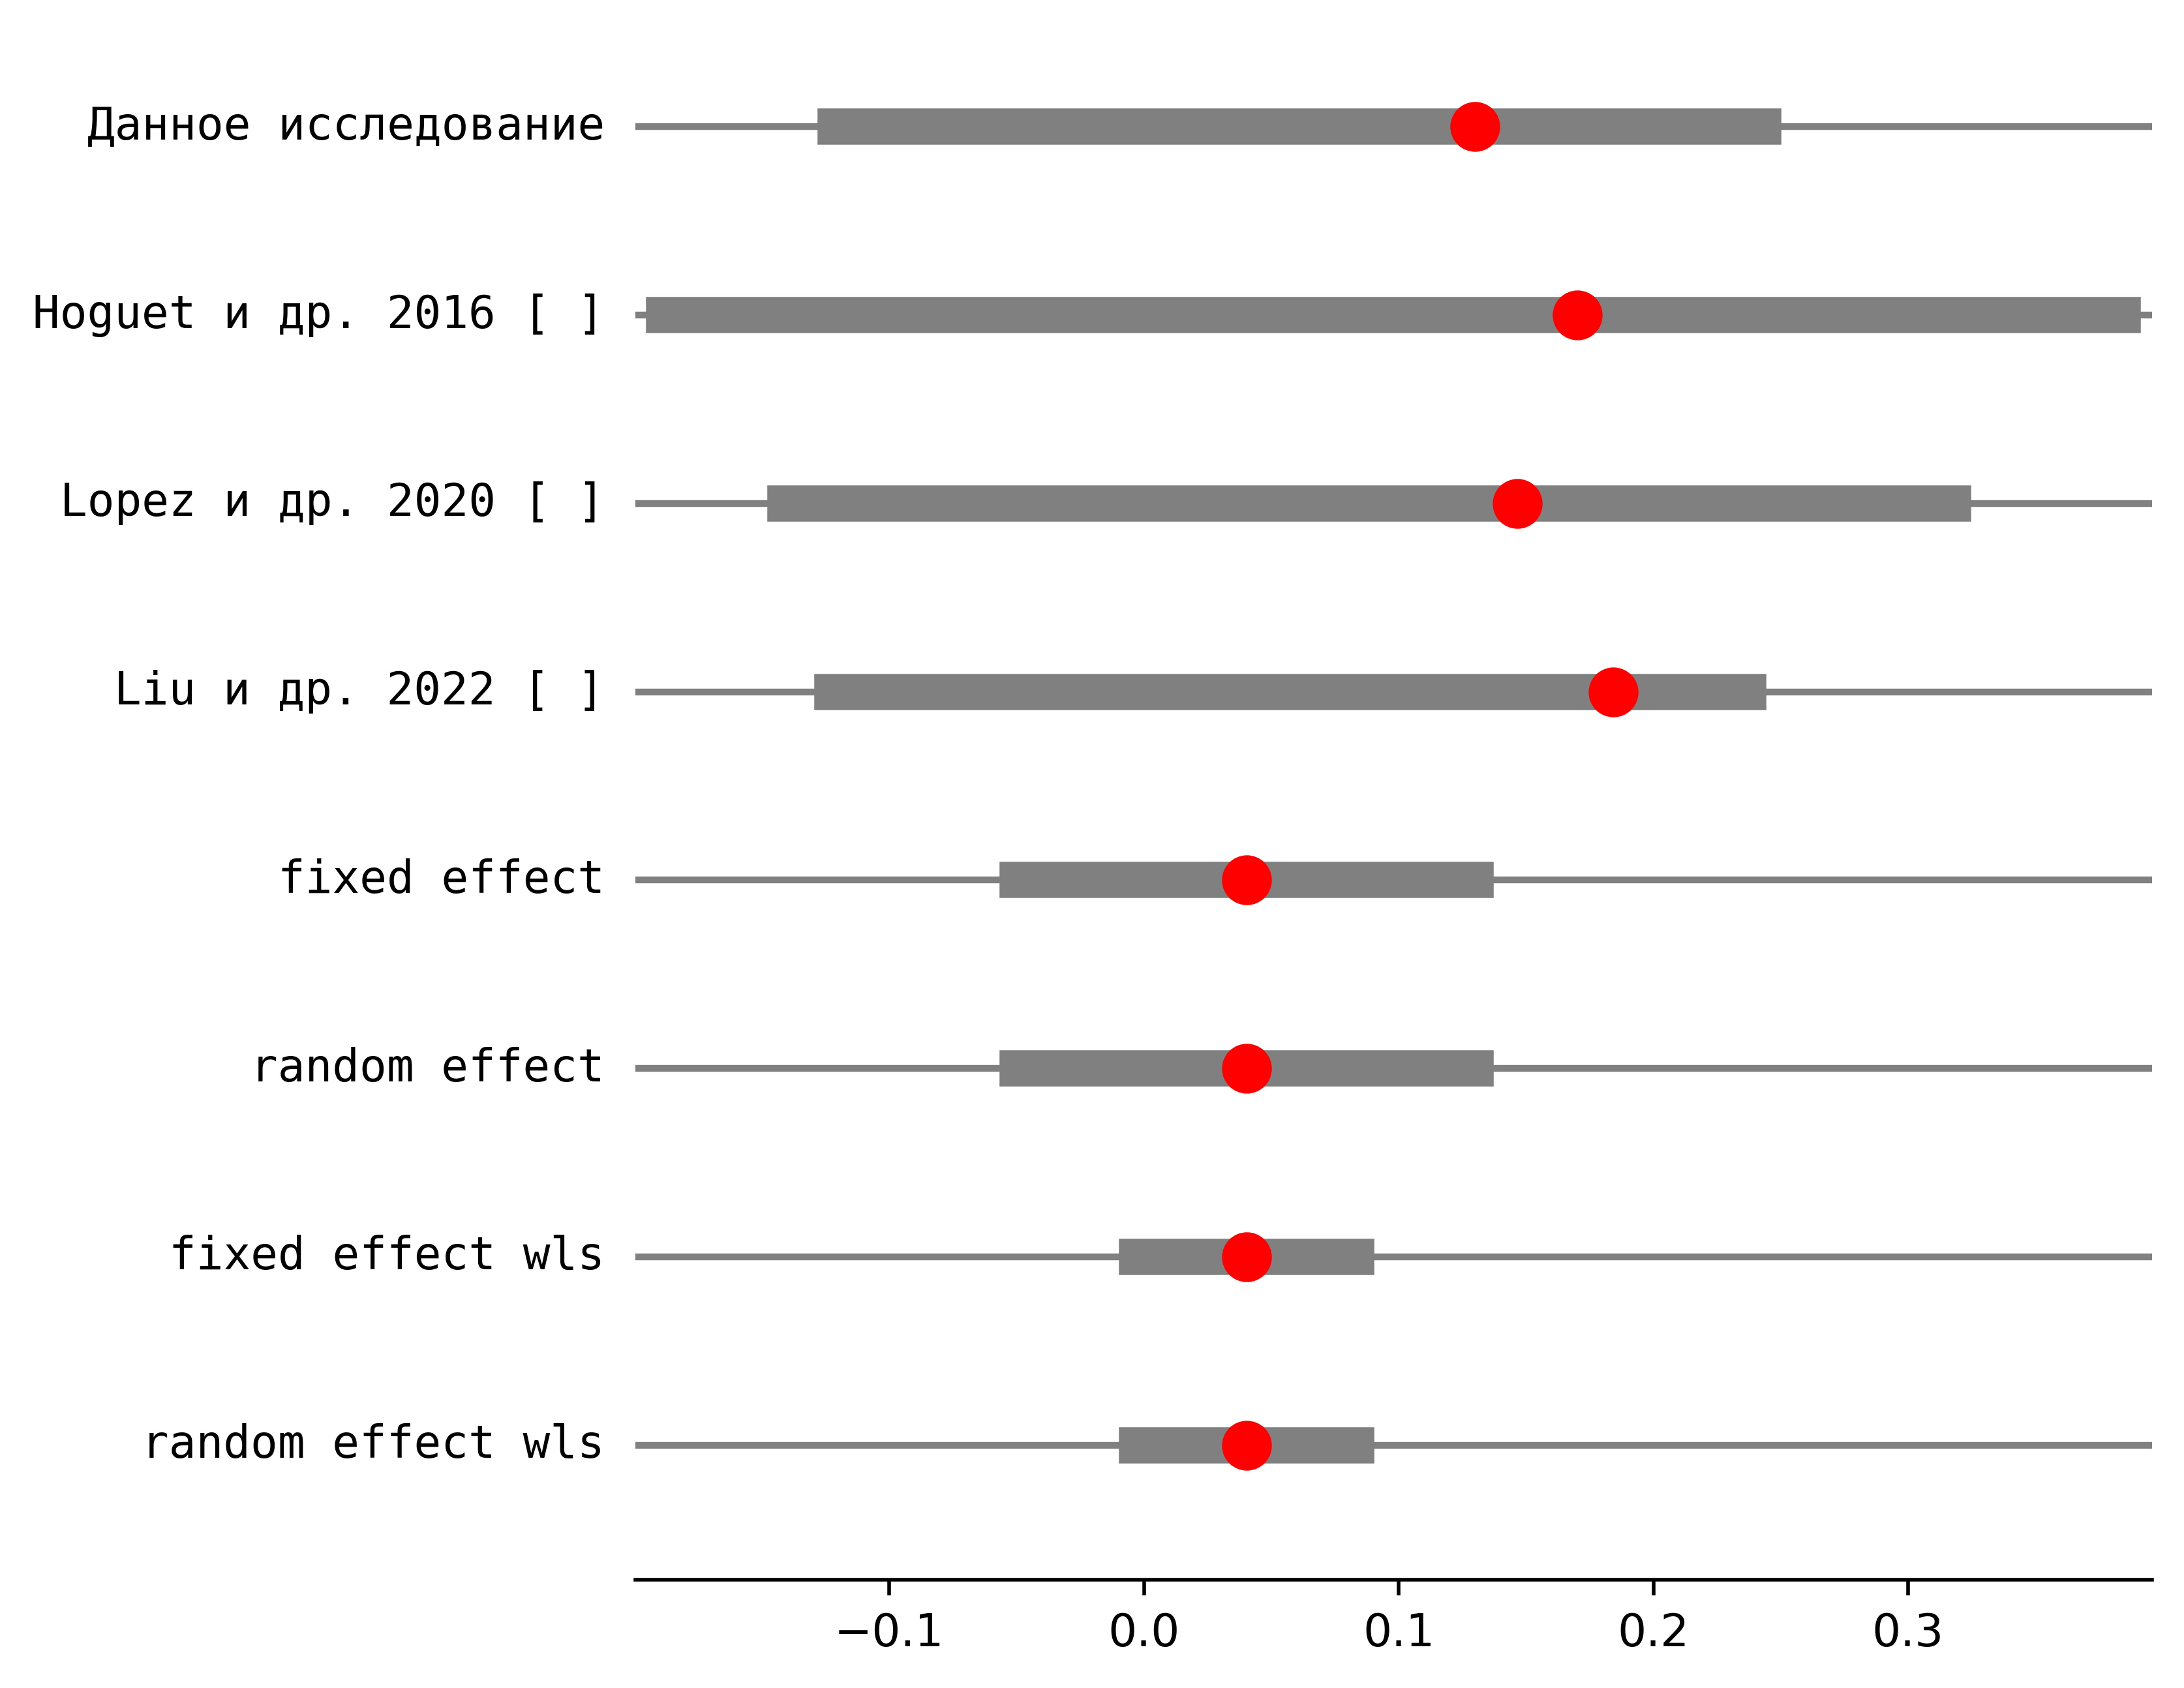 Данное исследование
Hoguet и др. 2016 [ ]
Lopez и др. 2020 [ ]
Liu и др. 2022 [ ]
fixed effect
random effect
fixed effect wls
random effect wls
−0.1 0.0 0.1 0.2 0.3